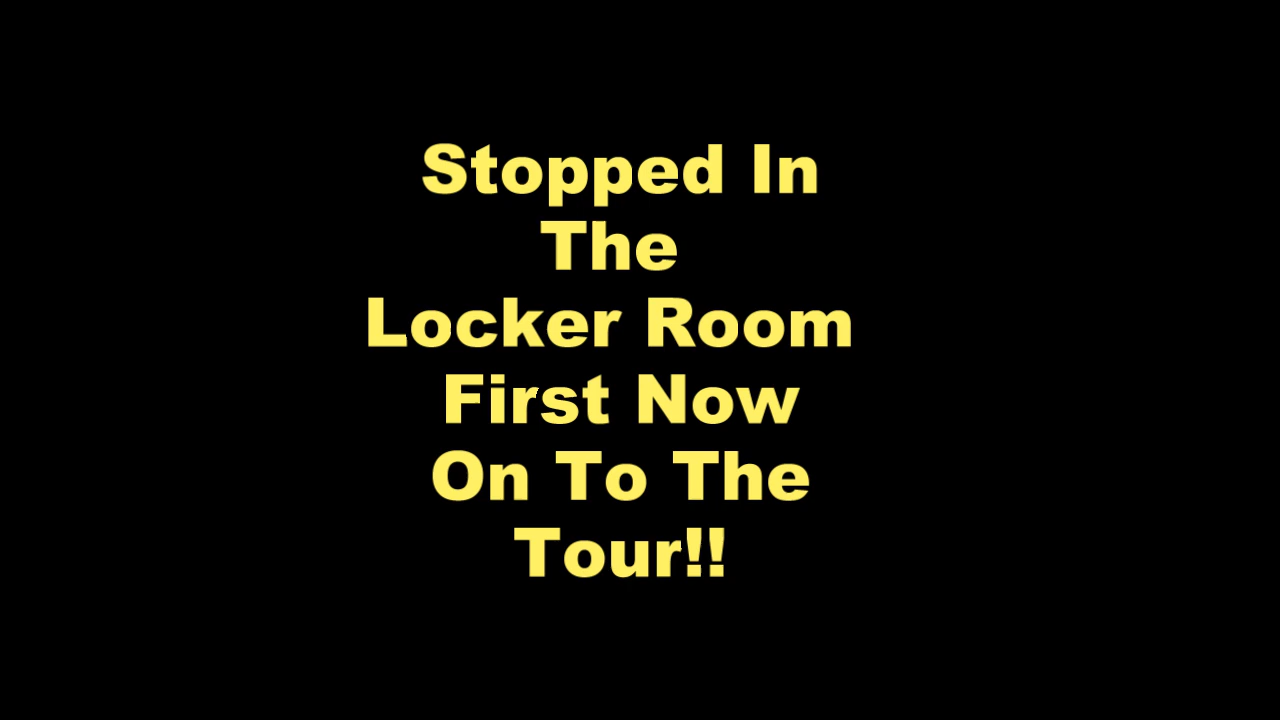 Stopped In
The
Locker Room
First Now
On To The
Tour!!